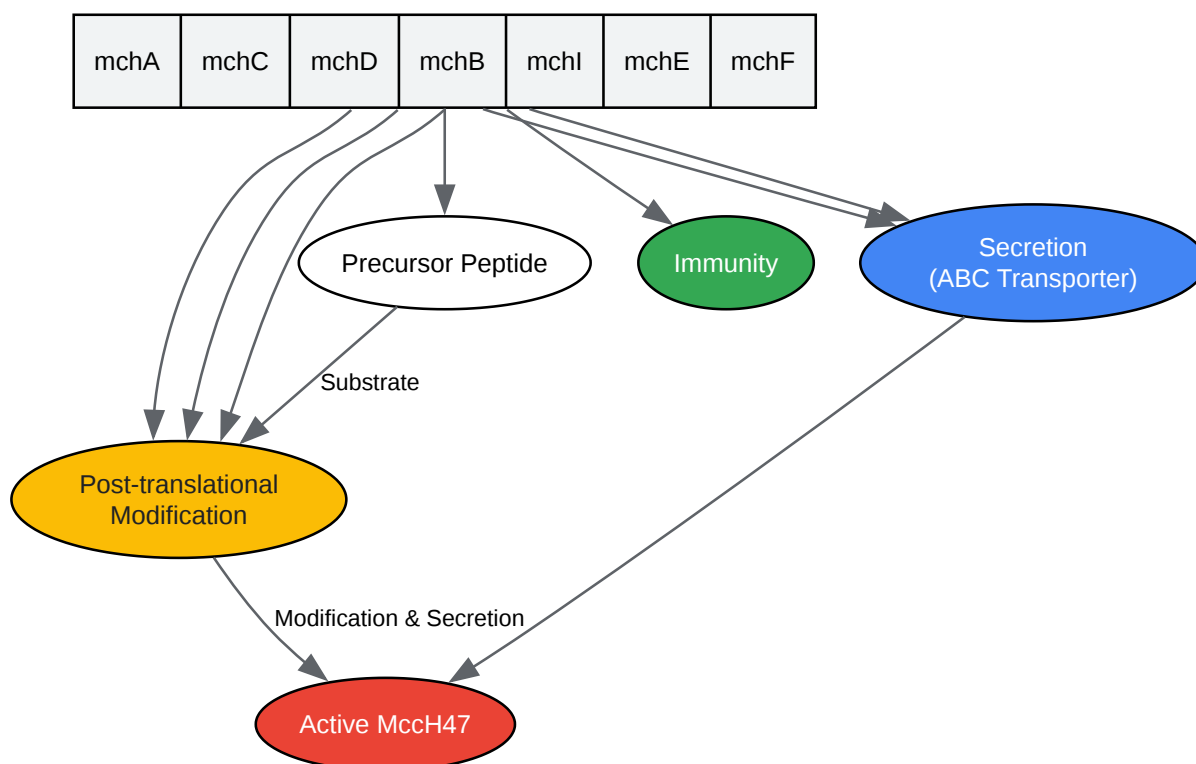 mchA mchC mchD mchB mchI mchE mchF
Precursor Peptide
Immunity
Secretion
(ABC Transporter)
Substrate
Post-translational
Modification
Modification & Secretion
Active MccH47